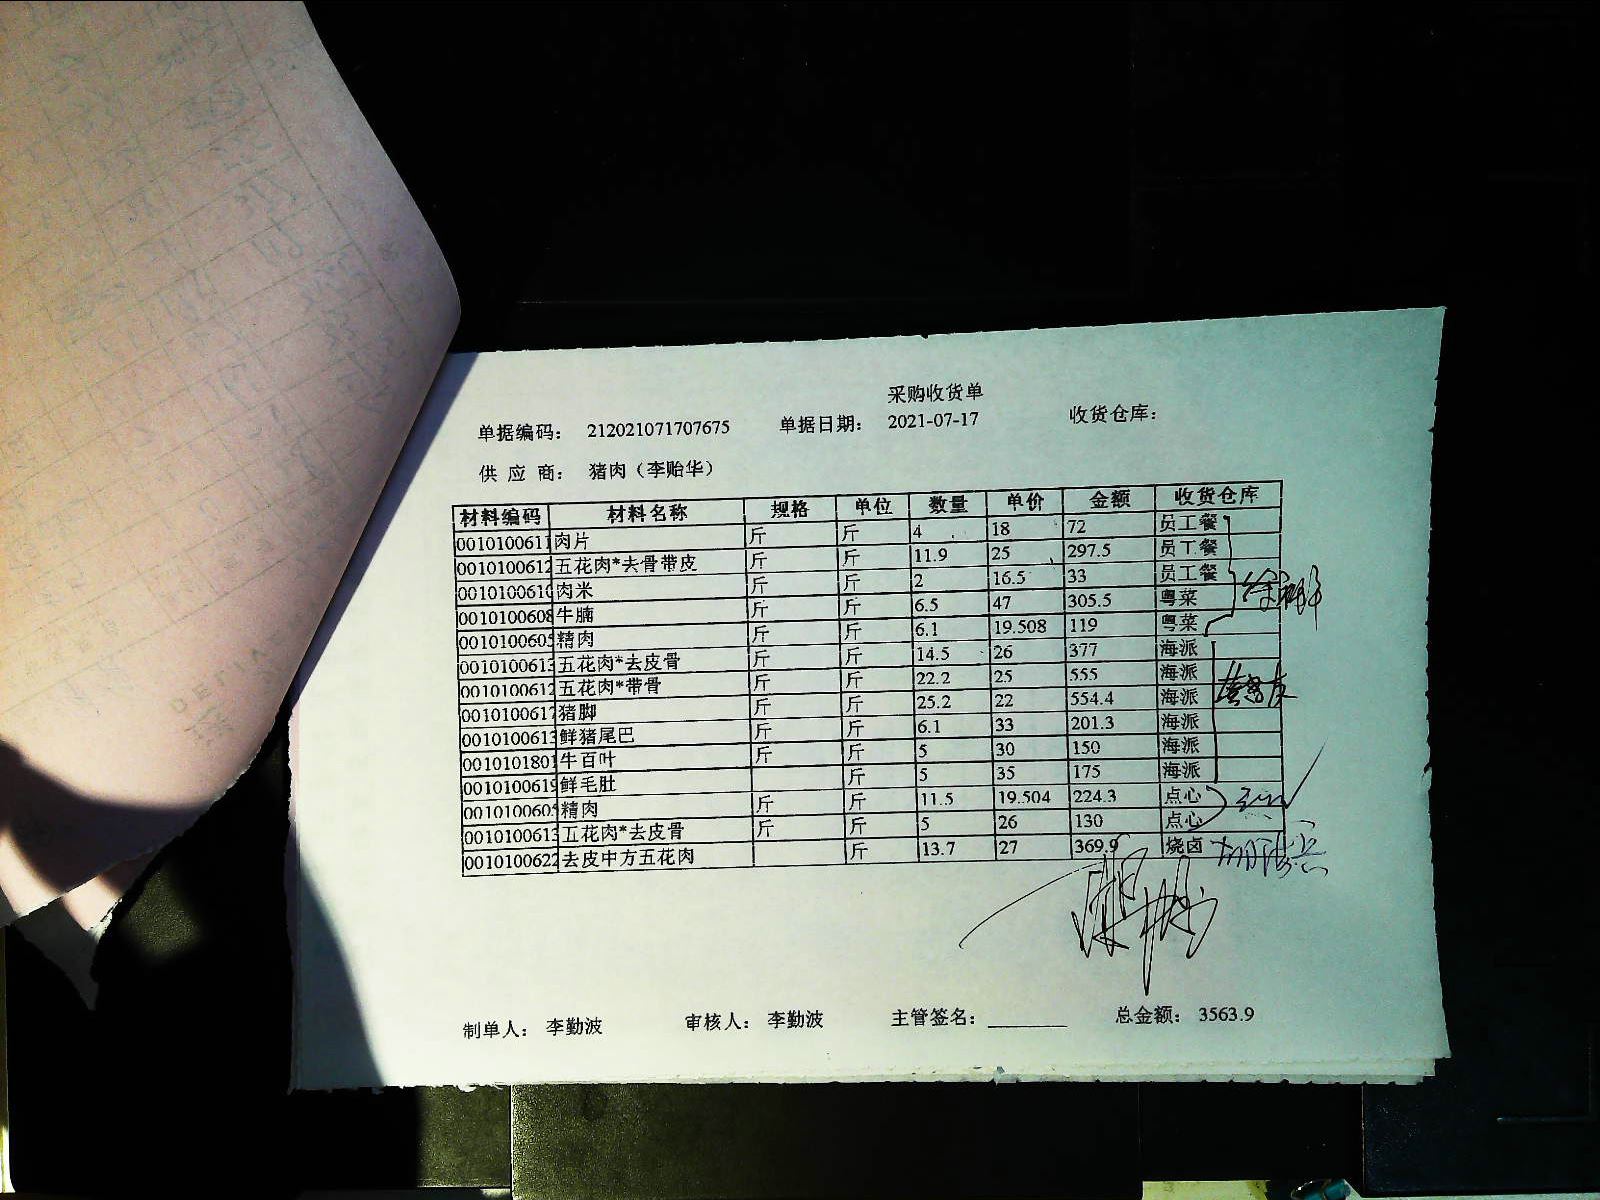 采购收货单
单据编码： 212021071707675 单据日期： 2021-07-17 收货仓库：
供 应 商： 猪肉（李贻华）
材料编码 材料名称 规格 单位 数量 单价 金额 收货仓库
0010100611 肉片 斤 斤 4 18 72 员工餐
0010100612 五花肉*去骨带皮 斤 斤 11.9 25 297.5 员工餐
0010100610 肉米 斤 斤 2 16.5 33 员工餐
0010100608 牛腩 斤 斤 6.5 47 305.5 粤菜
0010100605 精肉 斤 斤 6.1 19.508 119 粤菜
0010100613 五花肉*去皮骨 斤 斤 14.5 26 377 海派
0010100612 五花肉*带骨 斤 斤 22.2 25 555 海派
0010100617 猪脚 斤 斤 25.2 22 554.4 海派
0010100613 鲜猪尾巴 斤 斤 6.1 33 201.3 海派
0010101801 牛百叶 斤 斤 5 30 150 海派
0010100619 鲜毛肚 斤 5 35 175 海派
0010100605 精肉 斤 斤 11.5 19.504 224.3 点心
0010100613 五花肉*去皮骨 斤 斤 5 26 130 点心
0010100622 去皮中方五花肉 斤 13.7 27 369.9 烧卤
制单人： 李勤波 审核人： 李勤波 主管签名： 总金额： 3563.9